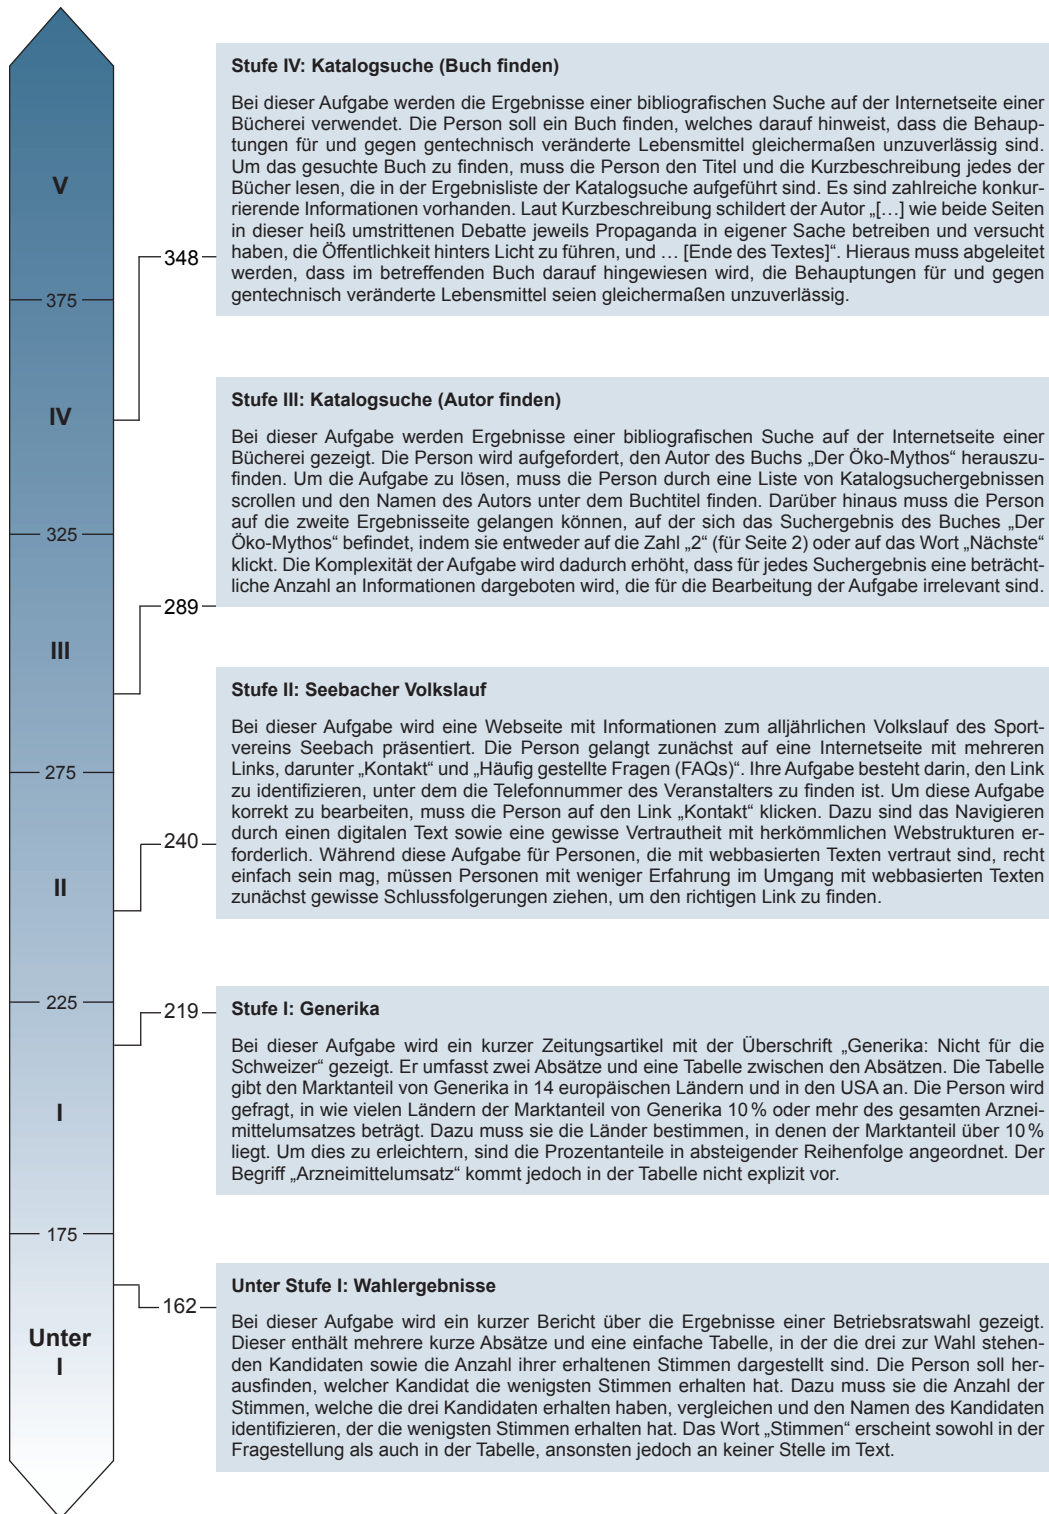 Stufe IV: Katalogsuche (Buch finden)
Bei dieser Aufgabe werden die Ergebnisse einer bibliografischen Suche auf der Internetseite einer
Bücherei verwendet. Die Person soll ein Buch finden, welches darauf hinweist, dass die Behaup-
tungen für und gegen gentechnisch veränderte Lebensmittel gleichermaßen unzuverlässig sind.
Um das gesuchte Buch zu finden, muss die Person den Titel und die Kurzbeschreibung jedes der
Bücher lesen, die in der Ergebnisliste der Katalogsuche aufgeführt sind. Es sind zahlreiche konkur-
rierende Informationen vorhanden. Laut Kurzbeschreibung schildert der Autor „[…] wie beide Seiten
in dieser heiß umstrittenen Debatte jeweils Propaganda in eigener Sache betreiben und versucht
haben, die Öffentlichkeit hinters Licht zu führen, und … [Ende des Textes]“. Hieraus muss abgeleitet
werden, dass im betreffenden Buch darauf hingewiesen wird, die Behauptungen für und gegen
gentechnisch veränderte Lebensmittel seien gleichermaßen unzuverlässig.
V
348
375
Stufe III: Katalogsuche (Autor finden)
Bei dieser Aufgabe werden Ergebnisse einer bibliografischen Suche auf der Internetseite einer
Bücherei gezeigt. Die Person wird aufgefordert, den Autor des Buchs „Der Öko-Mythos“ herauszu-
finden. Um die Aufgabe zu lösen, muss die Person durch eine Liste von Katalogsuchergebnissen
scrollen und den Namen des Autors unter dem Buchtitel finden. Darüber hinaus muss die Person
auf die zweite Ergebnisseite gelangen können, auf der sich das Suchergebnis des Buches „Der
Öko-Mythos“ befindet, indem sie entweder auf die Zahl „2“ (für Seite 2) oder auf das Wort „Nächste“
klickt. Die Komplexität der Aufgabe wird dadurch erhöht, dass für jedes Suchergebnis eine beträcht-
liche Anzahl an Informationen dargeboten wird, die für die Bearbeitung der Aufgabe irrelevant sind.
IV
325
289
III
Stufe II: Seebacher Volkslauf
Bei dieser Aufgabe wird eine Webseite mit Informationen zum alljährlichen Volkslauf des Sport-
vereins Seebach präsentiert. Die Person gelangt zunächst auf eine Internetseite mit mehreren
Links, darunter „Kontakt“ und „Häufig gestellte Fragen (FAQs)“. Ihre Aufgabe besteht darin, den Link
zu identifizieren, unter dem die Telefonnummer des Veranstalters zu finden ist. Um diese Aufgabe
korrekt zu bearbeiten, muss die Person auf den Link „Kontakt“ klicken. Dazu sind das Navigieren
durch einen digitalen Text sowie eine gewisse Vertrautheit mit herkömmlichen Webstrukturen er-
forderlich. Während diese Aufgabe für Personen, die mit webbasierten Texten vertraut sind, recht
einfach sein mag, müssen Personen mit weniger Erfahrung im Umgang mit webbasierten Texten
zunächst gewisse Schlussfolgerungen ziehen, um den richtigen Link zu finden.
275
240
II
225
219
Stufe I: Generika
Bei dieser Aufgabe wird ein kurzer Zeitungsartikel mit der Überschrift „Generika: Nicht für die
Schweizer“ gezeigt. Er umfasst zwei Absätze und eine Tabelle zwischen den Absätzen. Die Tabelle
gibt den Marktanteil von Generika in 14 europäischen Ländern und in den USA an. Die Person wird
gefragt, in wie vielen Ländern der Marktanteil von Generika 10 % oder mehr des gesamten Arznei-
mittelumsatzes beträgt. Dazu muss sie die Länder bestimmen, in denen der Marktanteil über 10 %
liegt. Um dies zu erleichtern, sind die Prozentanteile in absteigender Reihenfolge angeordnet. Der
Begriff „Arzneimittelumsatz“ kommt jedoch in der Tabelle nicht explizit vor.
I
175
162
Unter Stufe I: Wahlergebnisse
Bei dieser Aufgabe wird ein kurzer Bericht über die Ergebnisse einer Betriebsratswahl gezeigt.
Dieser enthält mehrere kurze Absätze und eine einfache Tabelle, in der die drei zur Wahl stehen-
den Kandidaten sowie die Anzahl ihrer erhaltenen Stimmen dargestellt sind. Die Person soll her-
ausfinden, welcher Kandidat die wenigsten Stimmen erhalten hat. Dazu muss sie die Anzahl der
Stimmen, welche die drei Kandidaten erhalten haben, vergleichen und den Namen des Kandidaten
identifizieren, der die wenigsten Stimmen erhalten hat. Das Wort „Stimmen“ erscheint sowohl in der
Fragestellung als auch in der Tabelle, ansonsten jedoch an keiner Stelle im Text.
Unter
I